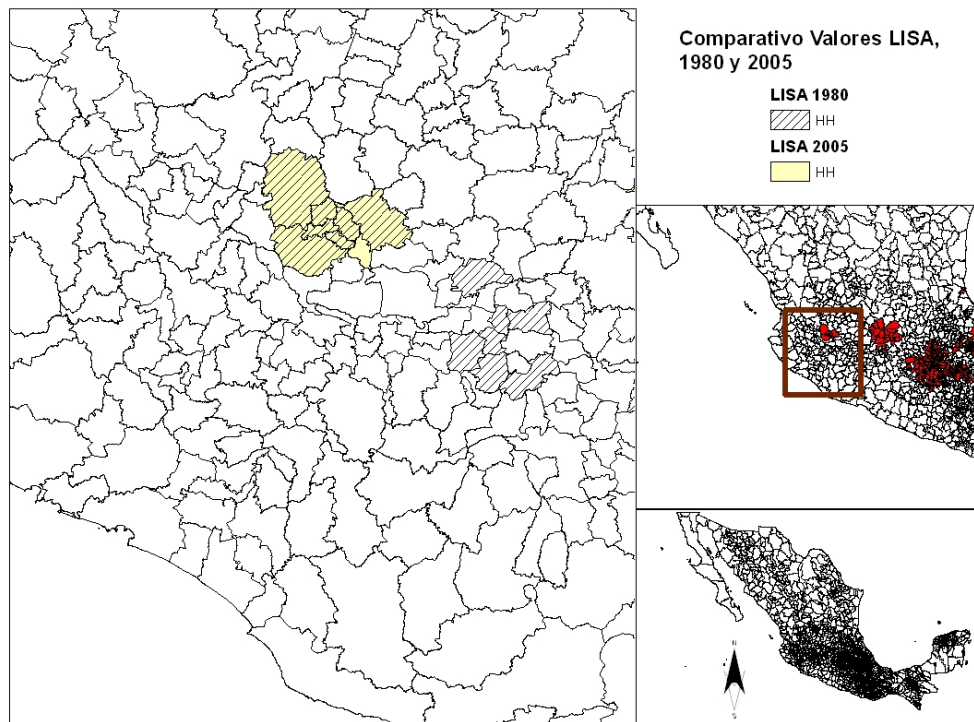 Comparativo Valores LISA,
1980 y 2005
LISA 1980
HH
LISA 2005
HH
N
S